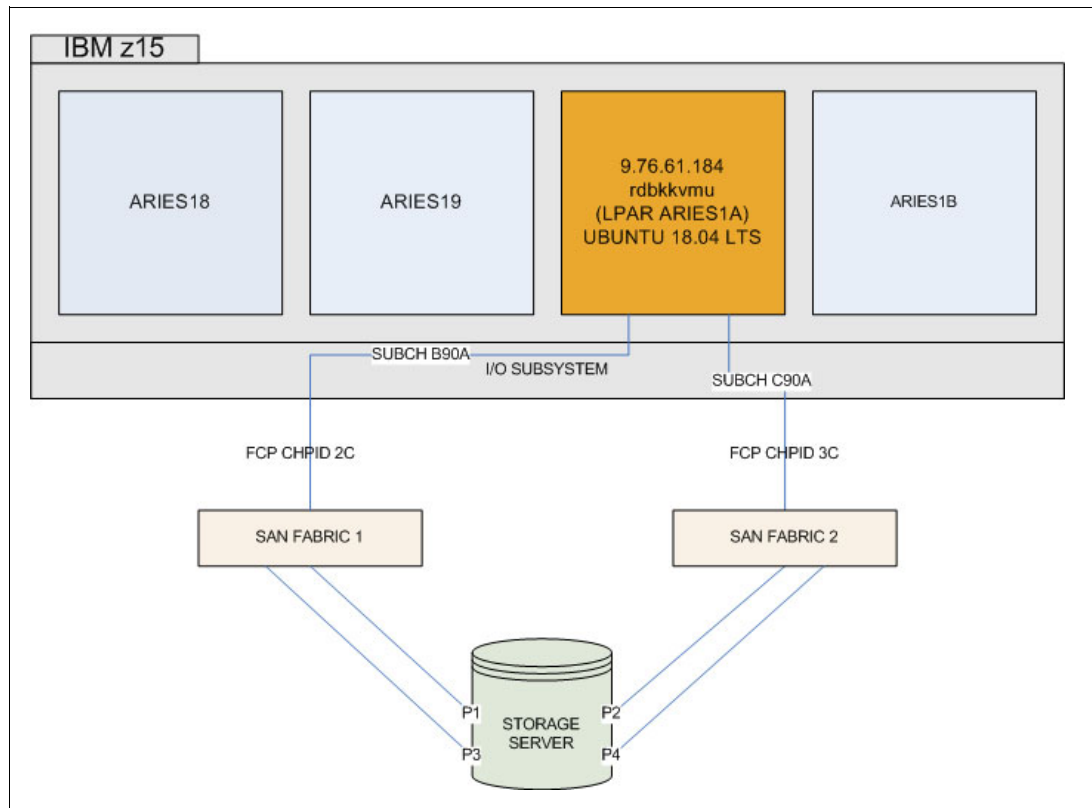 IBM z15
ARIES18
ARIES19
9.76.61.184
rdbkkvmu
(LPAR ARIES1A)
UBUNTU 18.04 LTS
ARIES1B
SUBCH B90A
I/O SUBSYSTEM
SUBCH C90A
FCP CHPID 2C
FCP CHPID 3C
SAN FABRIC 1
SAN FABRIC 2
P1
P2
STORAGE
SERVER
P3
P4